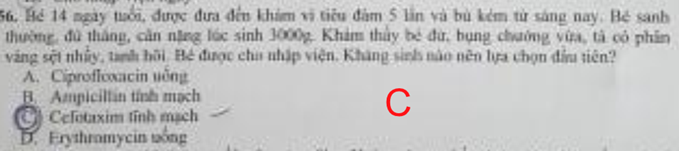 56. Bé 14 ngày tuổi, được đưa đến khám vì tiêu đàm 5 lần và bú kém từ sáng nay. Bé sanh
thường, đủ tháng, cân nặng lúc sinh 3000g. Khám thấy bé đừ, bụng chướng vừa, tã có phân
vàng sệt nhầy, tanh hôi. Bé được cho nhập viện. Kháng sinh nào nên lựa chọn đầu tiên?
A. Ciprofloxacin uống
B. Ampicillin tĩnh mạch
C. Cefotaxim tĩnh mạch
C
D. Erythromycin uống